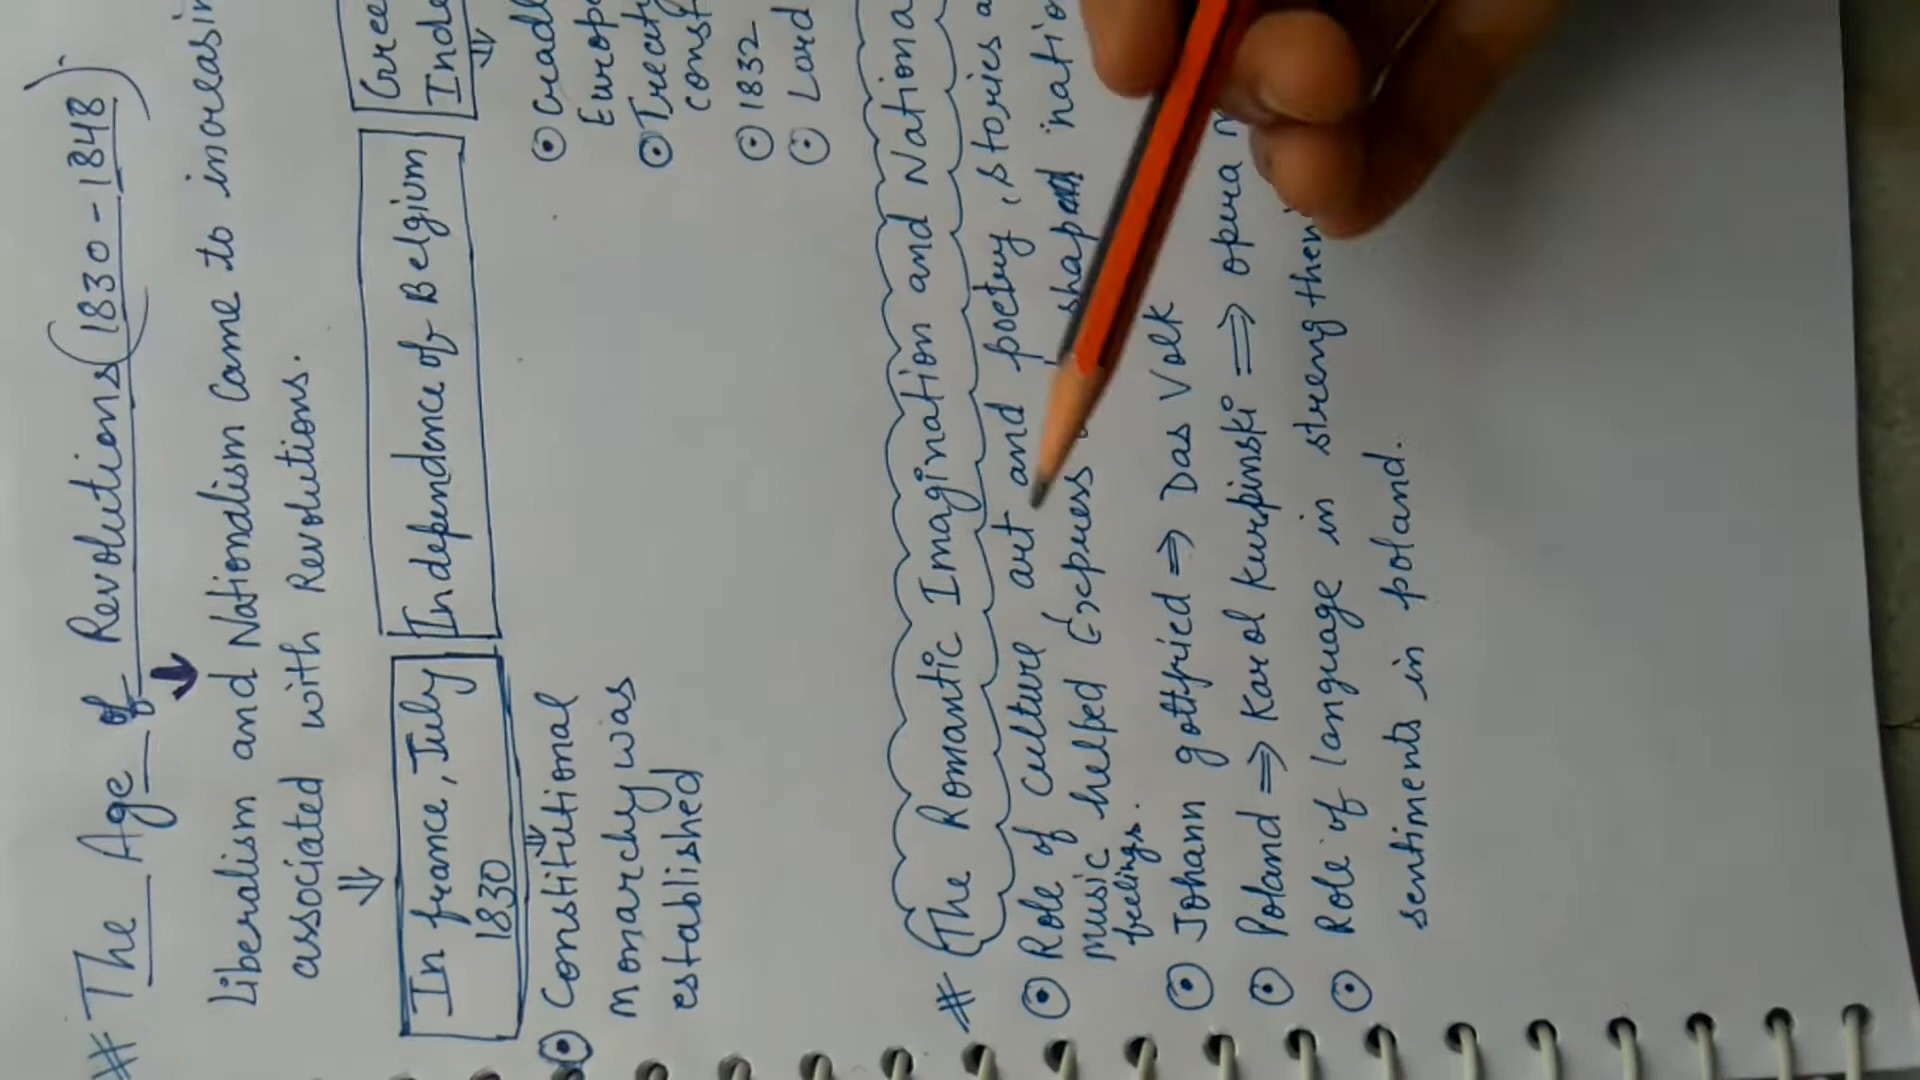 # The Age of Revolutions (1830-1848)
Liberalism and Nationalism Came to increasin
associated with Revolutions.
In france, July
1830
Independence of Belgium
Gree
Inde
Constitutional
Monarchy was
established
Cradl
Europ
Treaty
const
1832
Lord
# The Romantic Imagination and Nationa
Role of culture art and poetry, stories a
Music helped Express shaped natio
feelings.
Johann gottfried ⇒ Das Volk
Poland ⇒ Karol Kurpinski ⇒ opera
Role of language in strengtheni
sentiments in poland.